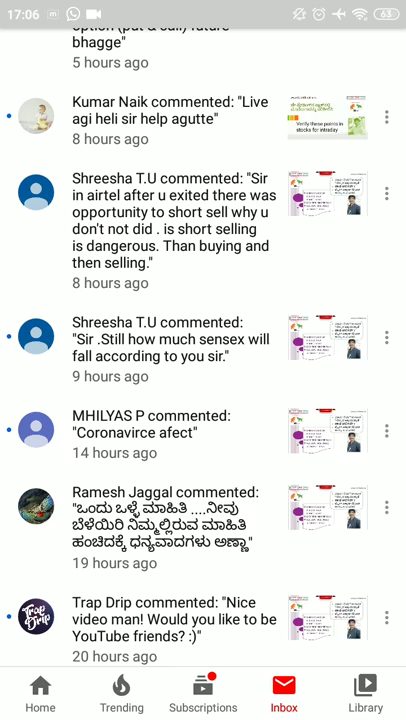 17:06
63
option (put & call) future
bhagge"
5 hours ago
Kumar Naik commented: "Live
agi heli sir help agutte"
8 hours ago
Verify these points in
stocks for intraday
Shreesha T.U commented: "Sir
in airtel after u exited there was
opportunity to short sell why u
don't not did . is short selling
is dangerous. Than buying and
then selling."
8 hours ago
Shreesha T.U commented:
"Sir .Still how much sensex will
fall according to you sir."
9 hours ago
MHILYAS P commented:
"Coronavirce afect"
14 hours ago
Ramesh Jaggal commented:
"ಒಂದು ಒಳ್ಳೆ ಮಾಹಿತಿ ....ನೀವು
ಬೆಳೆಯಿರಿ ನಿಮ್ಮಲ್ಲಿರುವ ಮಾಹಿತಿ
ಹಂಚಿದಕ್ಕೆ ಧನ್ಯವಾದಗಳು ಅಣ್ಣಾ"
19 hours ago
Trap Drip
Trap Drip commented: "Nice
video man! Would you like to be
YouTube friends? :)"
20 hours ago
Home
Trending
Subscriptions
Inbox
Library